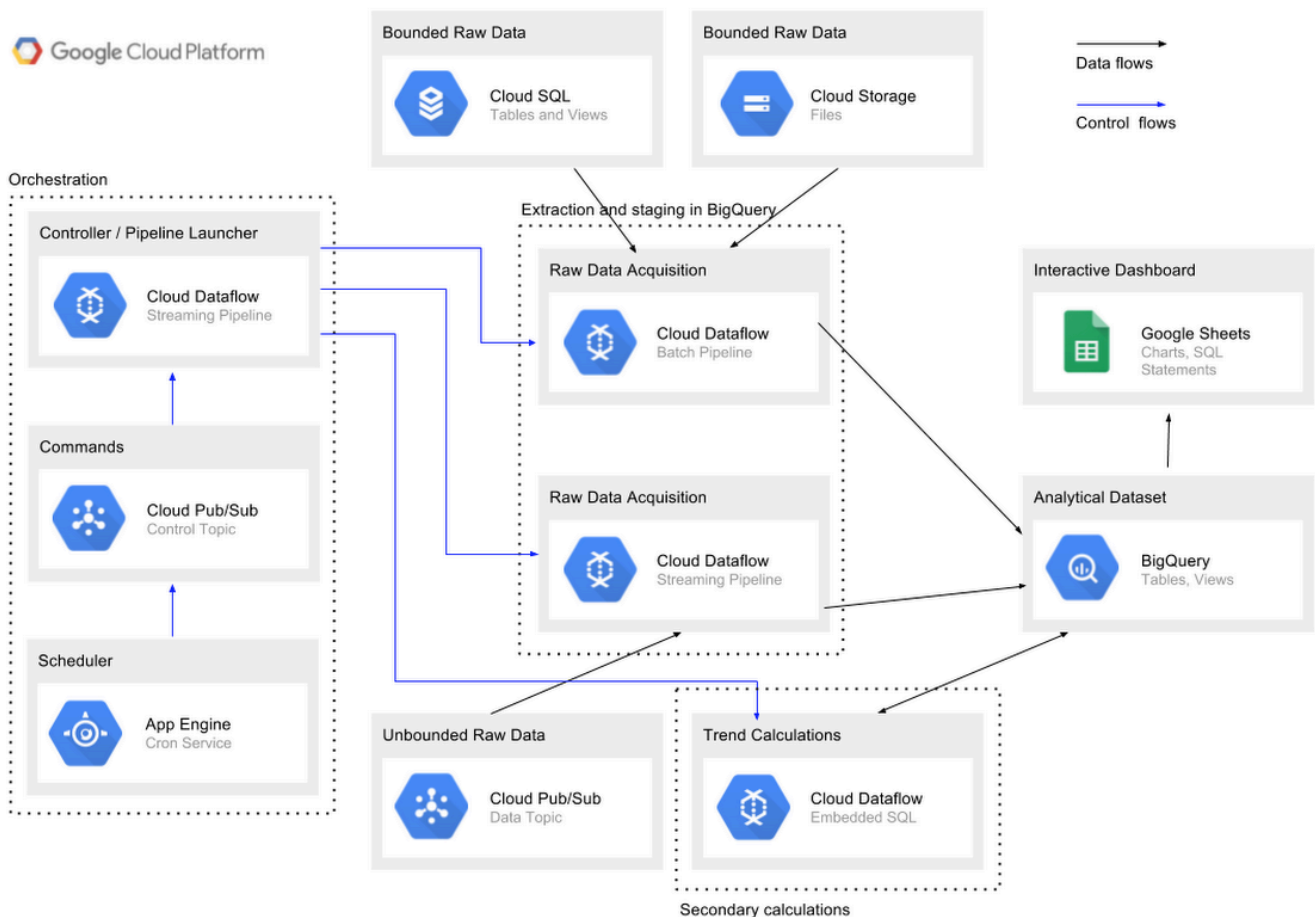 Google Cloud Platform
Bounded Raw Data
Cloud SQL
Tables and Views
Bounded Raw Data
Cloud Storage
Files
Data flows
Control flows
Orchestration
Controller / Pipeline Launcher
Cloud Dataflow
Streaming Pipeline
Commands
Cloud Pub/Sub
Control Topic
Scheduler
App Engine
Cron Service
Extraction and staging in BigQuery
Raw Data Acquisition
Cloud Dataflow
Batch Pipeline
Raw Data Acquisition
Cloud Dataflow
Streaming Pipeline
Interactive Dashboard
Google Sheets
Charts, SQL
Statements
Analytical Dataset
BigQuery
Tables, Views
Unbounded Raw Data
Cloud Pub/Sub
Data Topic
Trend Calculations
Cloud Dataflow
Embedded SQL
Secondary calculations